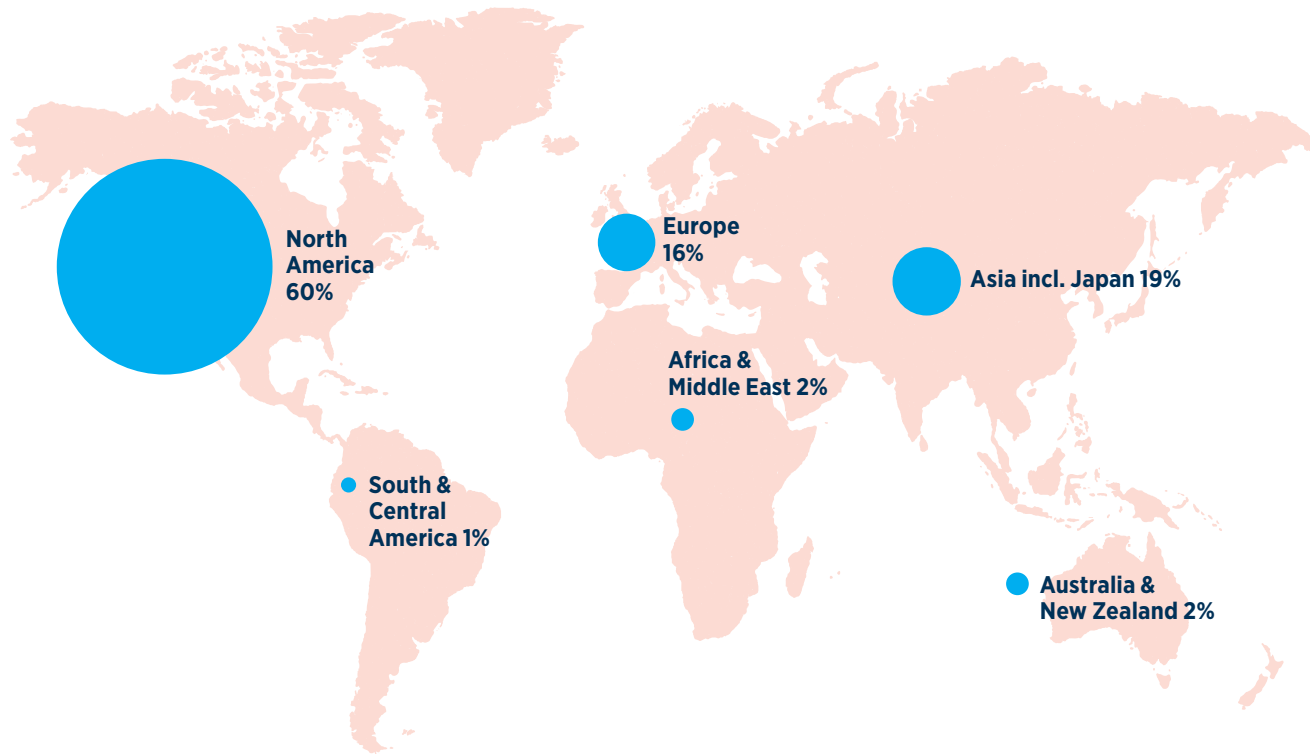 North
America
60%
Europe
16%
Asia incl. Japan 19%
Africa &
Middle East 2%
South &
Central
America 1%
Australia &
New Zealand 2%